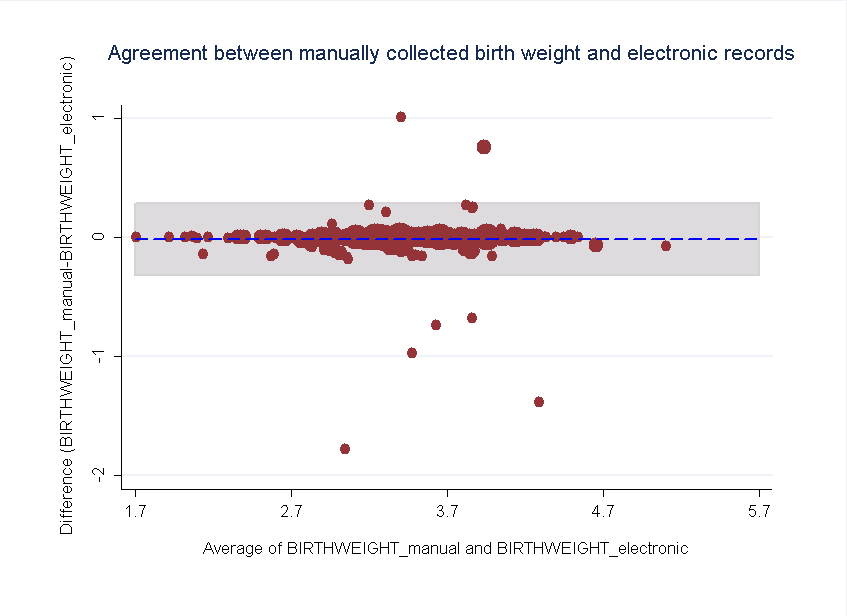 Agreement between manually collected birth weight and electronic records
Difference (BIRTHWEIGHT_manual-BIRTHWEIGHT_electronic)
1
0
-1
-2
1.7 2.7 3.7 4.7 5.7
Average of BIRTHWEIGHT_manual and BIRTHWEIGHT_electronic